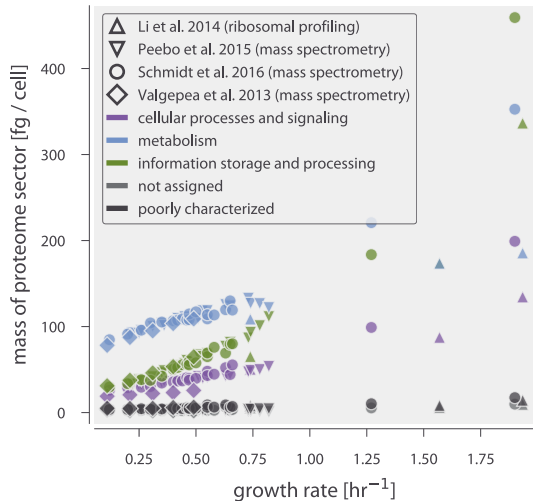 mass of proteome sector [fg / cell]
400
300
200
100
0
Li et al. 2014 (ribosomal profiling)
Peebo et al. 2015 (mass spectrometry)
Schmidt et al. 2016 (mass spectrometry)
Valgepea et al. 2013 (mass spectrometry)
cellular processes and signaling
metabolism
information storage and processing
not assigned
poorly characterized
0.25 0.50 0.75 1.00 1.25 1.50 1.75
growth rate [hr⁻¹]